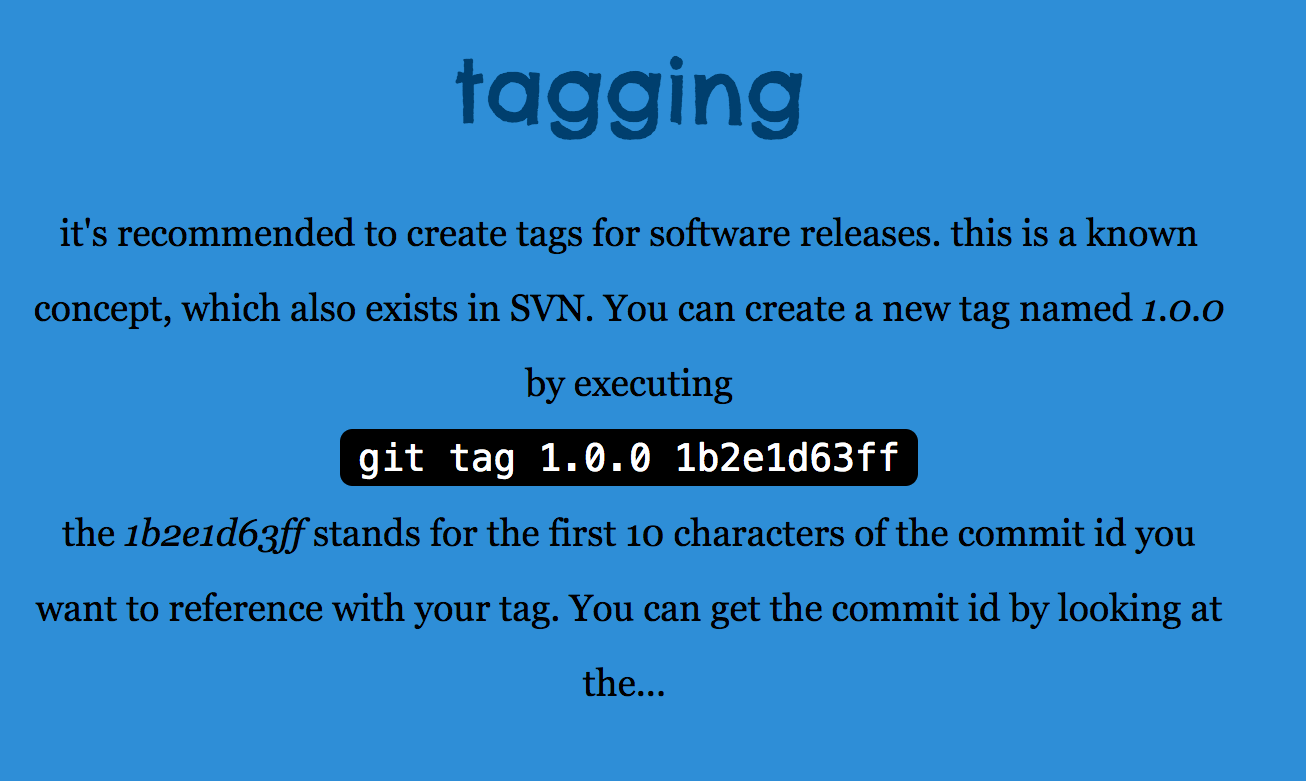 tagging
it's recommended to create tags for software releases. this is a known
concept, which also exists in SVN. You can create a new tag named 1.0.0
by executing
git tag 1.0.0 1b2e1d63ff
the 1b2e1d63ff stands for the first 10 characters of the commit id you
want to reference with your tag. You can get the commit id by looking at
the...